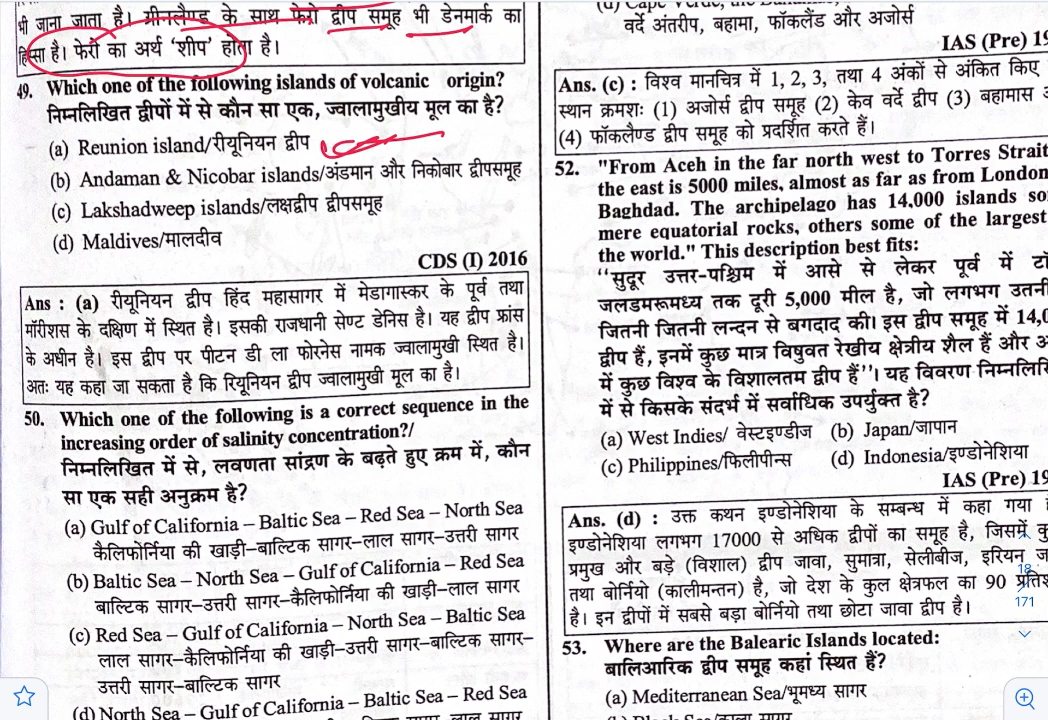 भी जाना जाता है। ग्रीनलैण्ड के साथ फेरो द्वीप समूह भी डेनमार्क का
हिस्सा है। फेरो का अर्थ 'शीप' होता है।
49. Which one of the following islands of volcanic origin?
निम्नलिखित द्वीपों में से कौन सा एक, ज्वालामुखीय मूल का है?
(a) Reunion island/रीयूनियन द्वीप
(b) Andaman & Nicobar islands/अंडमान और निकोबार द्वीपसमूह
(c) Lakshadweep islands/लक्षद्वीप द्वीपसमूह
(d) Maldives/मालदीव
CDS (I) 2016
Ans : (a) रीयूनियन द्वीप हिंद महासागर में मेडागास्कर के पूर्व तथा
मॉरीशस के दक्षिण में स्थित है। इसकी राजधानी सेण्ट डेनिस है। यह द्वीप फ्रांस
के अधीन है। इस द्वीप पर पीटन डी ला फोरनेस नामक ज्वालामुखी स्थित है।
अतः यह कहा जा सकता है कि रियूनियन द्वीप ज्वालामुखी मूल का है।
50. Which one of the following is a correct sequence in the
increasing order of salinity concentration?/
निम्नलिखित में से, लवणता सांद्रण के बढ़ते हुए क्रम में, कौन
सा एक सही अनुक्रम है?
(a) Gulf of California – Baltic Sea – Red Sea – North Sea
कैलिफोर्निया की खाड़ी–बाल्टिक सागर–लाल सागर–उत्तरी सागर
(b) Baltic Sea – North Sea – Gulf of California – Red Sea
बाल्टिक सागर–उत्तरी सागर–कैलिफोर्निया की खाड़ी–लाल सागर
(c) Red Sea – Gulf of California – North Sea – Baltic Sea
लाल सागर–कैलिफोर्निया की खाड़ी–उत्तरी सागर–बाल्टिक सागर–
उत्तरी सागर–बाल्टिक सागर
(d) North Sea – Gulf of California – Baltic Sea – Red Sea
वर्दे अंतरीप, बहामा, फॉकलैंड और अजोर्स
IAS (Pre) 19
Ans. (c) : विश्व मानचित्र में 1, 2, 3, तथा 4 अंकों से अंकित किए
स्थान क्रमशः (1) अजोर्स द्वीप समूह (2) केव वर्दे द्वीप (3) बहामास
(4) फॉकलैण्ड द्वीप समूह को प्रदर्शित करते हैं।
52. "From Aceh in the far north west to Torres Strait
the east is 5000 miles, almost as far as from London
Baghdad. The archipelago has 14,000 islands so
mere equatorial rocks, others some of the largest
the world." This description best fits:
''सुदूर उत्तर-पश्चिम में आसे से लेकर पूर्व में टॉ
जलडमरूमध्य तक दूरी 5,000 मील है, जो लगभग उतनी
जितनी जितनी लन्दन से बगदाद की। इस द्वीप समूह में 14,0
द्वीप हैं, इनमें कुछ मात्र विषुवत रेखीय क्षेत्रीय शैल हैं और
में कुछ विश्व के विशालतम द्वीप हैं''। यह विवरण निम्नलि
में से किसके संदर्भ में सर्वाधिक उपर्युक्त है?
(a) West Indies/ वेस्टइण्डीज (b) Japan/जापान
(c) Philippines/फिलीपीन्स (d) Indonesia/इण्डोनेशिया
IAS (Pre) 19
Ans. (d) : उक्त कथन इण्डोनेशिया के सम्बन्ध में कहा गया
इण्डोनेशिया लगभग 17000 से अधिक द्वीपों का समूह है, जिसमें कु
प्रमुख और बड़े (विशाल) द्वीप जावा, सुमात्रा, सेलीबीज, इरियन ज
तथा बोर्नियो (कालीमन्तन) है, जो देश के कुल क्षेत्रफल का 90 प्रतिश
है। इन द्वीपों में सबसे बड़ा बोर्नियो तथा छोटा जावा द्वीप है।
18
171
53. Where are the Balearic Islands located:
बालिआरिक द्वीप समूह कहां स्थित हैं?
(a) Mediterranean Sea/भूमध्य सागर